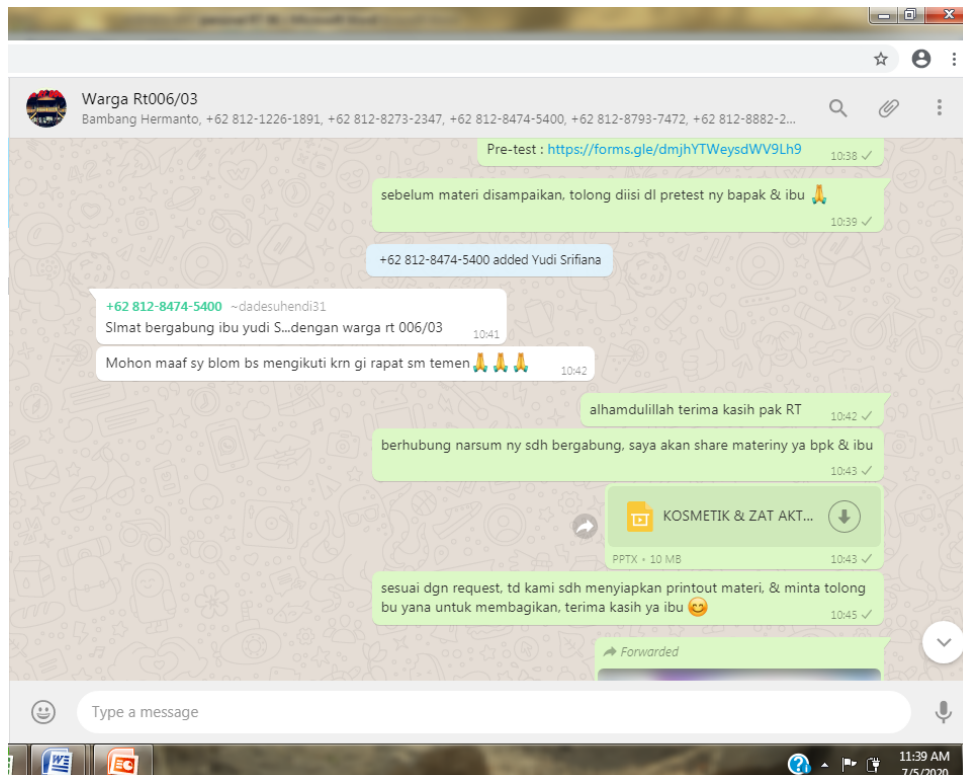 Warga Rt006/03
Bambang Hermanto, +62 812-1226-1891, +62 812-8273-2347, +62 812-8474-5400, +62 812-8793-7472, +62 812-8882-2...
Pre-test : https://forms.gle/dmjhYTWeysdWV9Lh9
10:38
sebelum materi disampaikan, tolong diisi dl pretest ny bapak & ibu 🙏
10:39
+62 812-8474-5400 added Yudi Srifiana
+62 812-8474-5400 ~dadesuhendi31
Slmat bergabung ibu yudi S...dengan warga rt 006/03
10:41
Mohon maaf sy blom bs mengikuti krn gi rapat sm temen 🙏 🙏 🙏
10:42
alhamdulillah terima kasih pak RT
10:42
berhubung narsum ny sdh bergabung, saya akan share materiny ya bpk & ibu
10:43
KOSMETIK & ZAT AKT...
PPTX • 10 MB
10:43
sesuai dgn request, td kami sdh menyiapkan printout materi, & minta tolong
bu yana untuk membagikan, terima kasih ya ibu 😊
10:45
Forwarded
Type a message
11:39 AM
7/5/2020